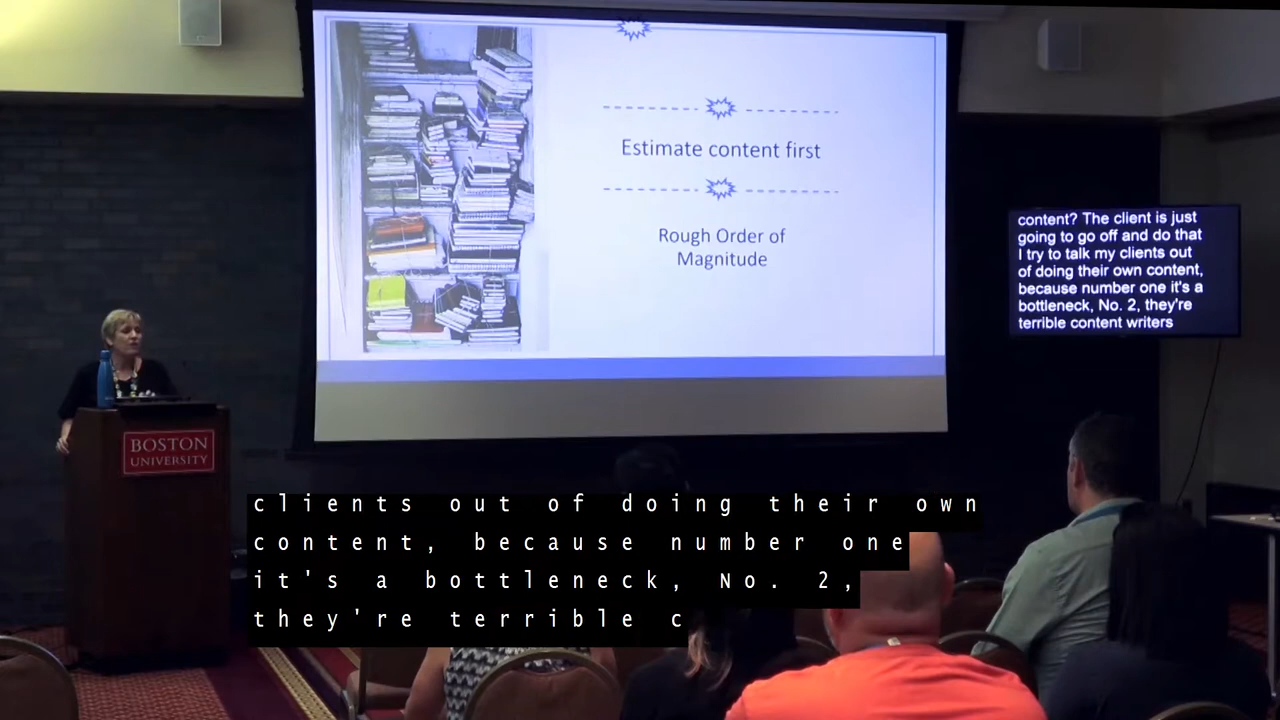 Estimate content first
Rough Order of
Magnitude
content? The client is just
going to go off and do that
I try to talk my clients out
of doing their own content,
because number one it's a
bottleneck, No. 2, they're
terrible content writers
BOSTON
UNIVERSITY
clients out of doing their own
content, because number one
it's a bottleneck, No. 2,
they're terrible c